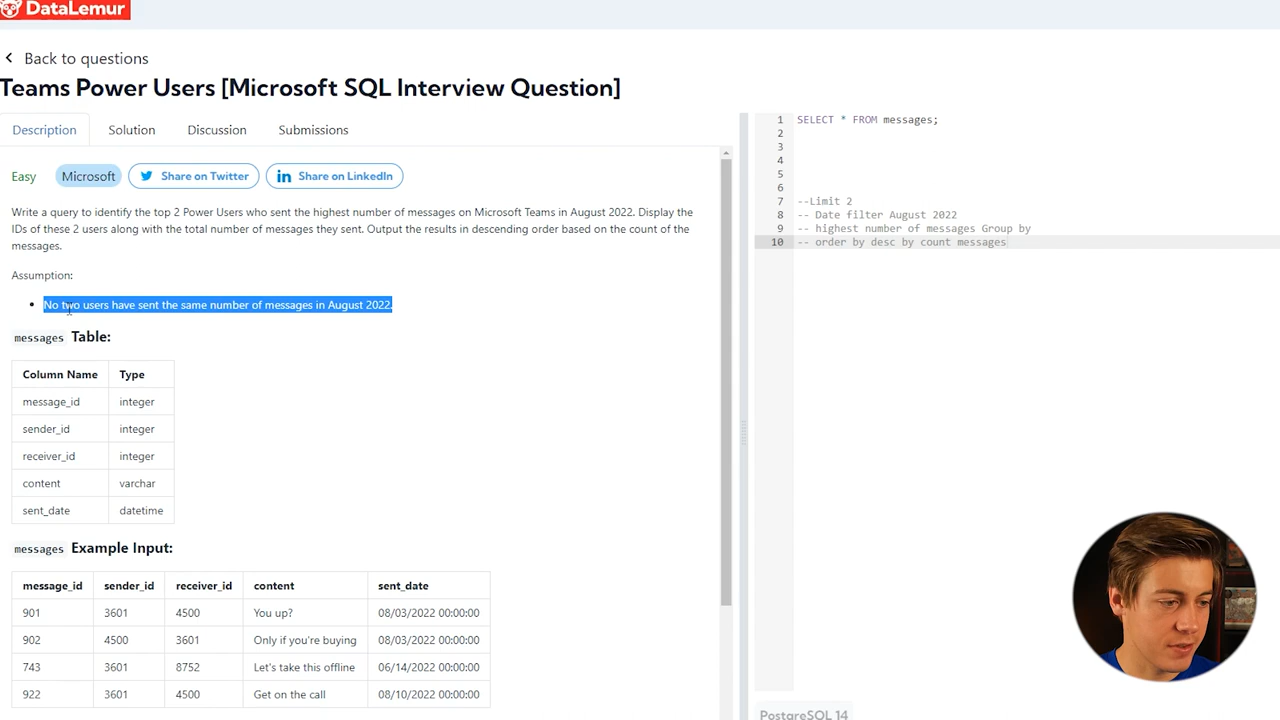 DataLemur
Back to questions
Teams Power Users [Microsoft SQL Interview Question]
Description Solution Discussion Submissions
Easy Microsoft Share on Twitter Share on LinkedIn
Write a query to identify the top 2 Power Users who sent the highest number of messages on Microsoft Teams in August 2022. Display the
IDs of these 2 users along with the total number of messages they sent. Output the results in descending order based on the count of the
messages.
Assumption:
• No two users have sent the same number of messages in August 2022.
messages Table:
Column Name Type
message_id integer
sender_id integer
receiver_id integer
content varchar
sent_date datetime
messages Example Input:
message_id sender_id receiver_id content sent_date
901 3601 4500 You up? 08/03/2022 00:00:00
902 4500 3601 Only if you're buying 08/03/2022 00:00:00
743 3601 8752 Let's take this offline 06/14/2022 00:00:00
922 3601 4500 Get on the call 08/10/2022 00:00:00
1 SELECT * FROM messages;
2
3
4
5
6
7 --Limit 2
8 -- Date filter August 2022
9 -- highest number of messages Group by
10 -- order by desc by count messages
PostgreSQL 14